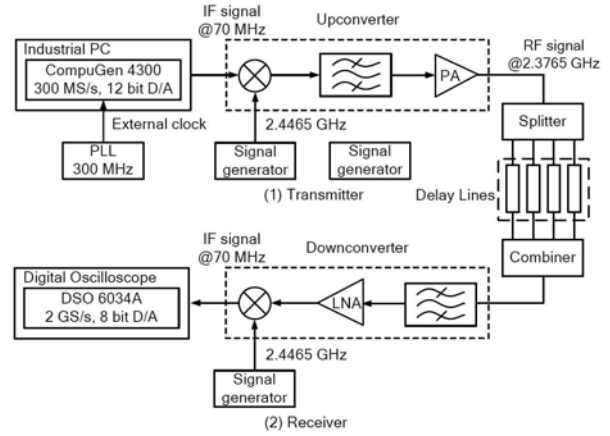 IF signal
@70 MHz
Upconverter
RF signal
@2.3765 GHz
Industrial PC
CompuGen 4300
300 MS/s, 12 bit D/A
PA
External clock
2.4465 GHz
Splitter
PLL
300 MHz
Signal
generator
Signal
generator
(1) Transmitter
Delay Lines
IF signal
@70 MHz
Downconverter
Combiner
Digital Oscilloscope
DSO 6034A
2 GS/s, 8 bit D/A
LNA
2.4465 GHz
Signal
generator
(2) Receiver